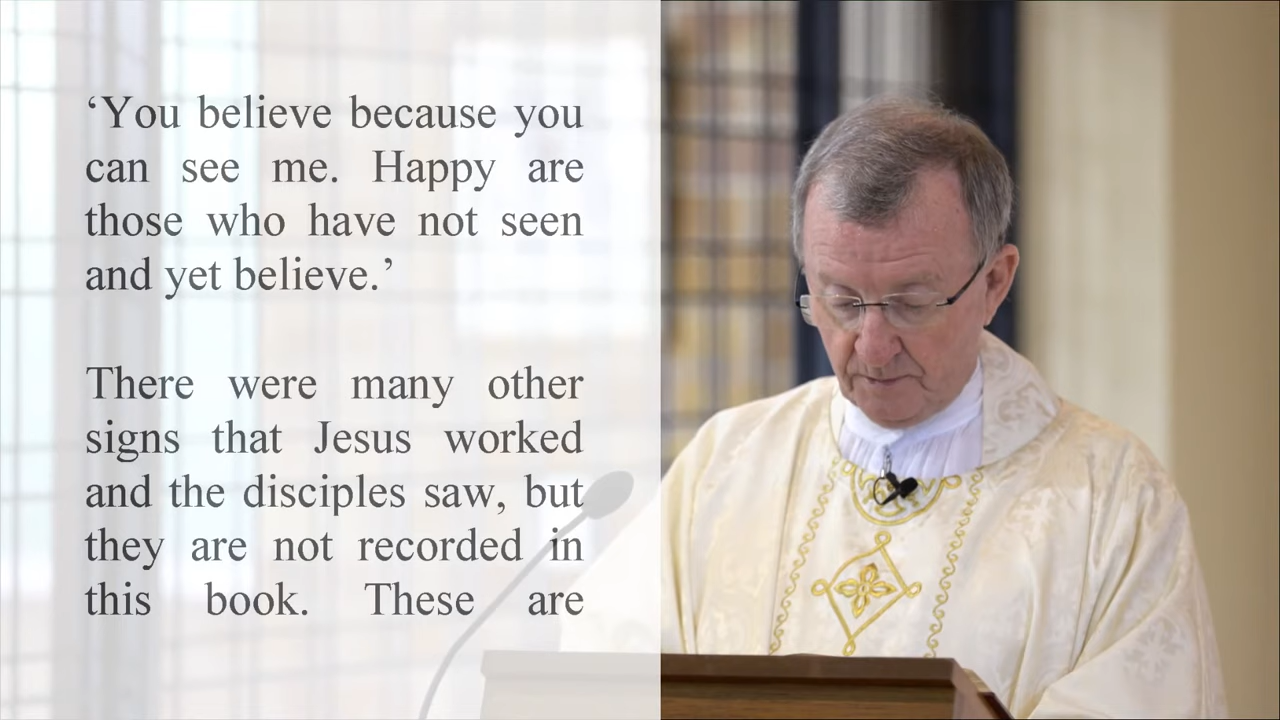 ‘You believe because you
can see me. Happy are
those who have not seen
and yet believe.’
There were many other
signs that Jesus worked
and the disciples saw, but
they are not recorded in
this book. These are